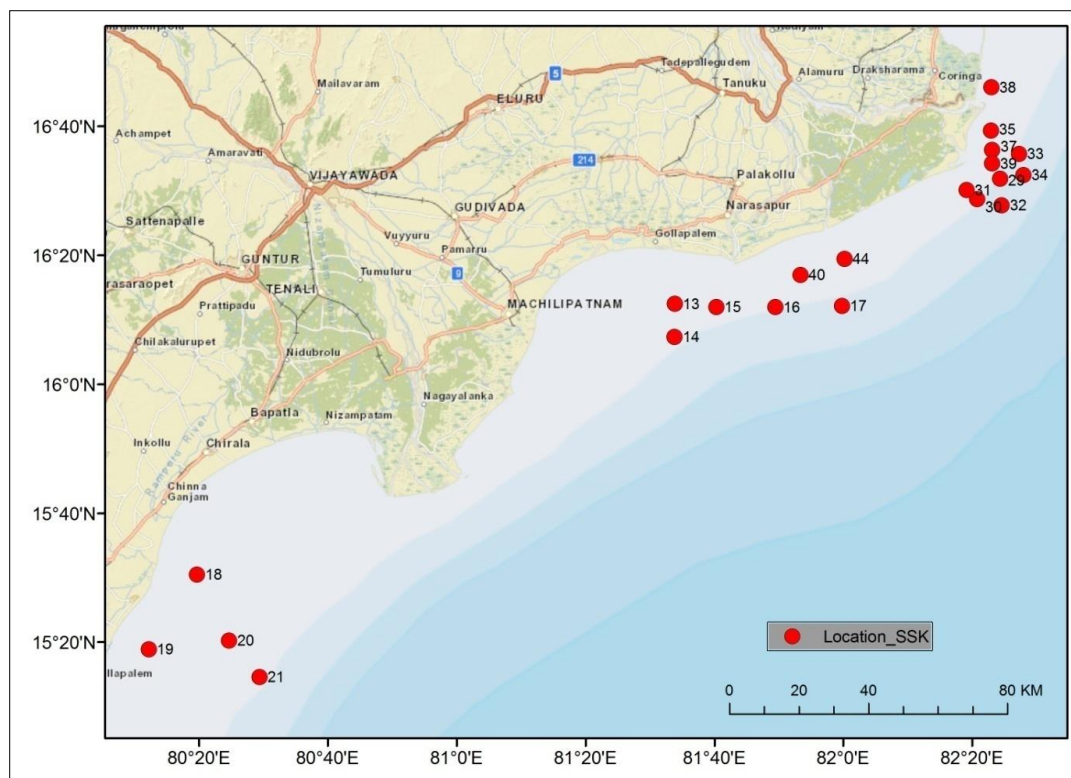 Mailavaram
Tadepallegudem
Alamuru
Draksharama
Coringa
5
Tanuku
ELURU
38
16°40'N
35
Achampet
Amaravati
214
37
33
39
34
VIJAYAWADA
Palakollu
29
31
30
32
Sattenapalle
GUDIVADA
Narasapur
Vuyyuru
Pamarru
Gollapalem
16°20'N
GUNTUR
9
44
40
Tumuluru
TENALI
MACHILIPATNAM
13
15
16
17
Prattipadu
14
Chilakalurupet
Nidubrolu
16°0'N
Nagayalanka
Bapatla
Nizampatam
Inkollu
Chirala
Chinna
Ganjam
15°40'N
18
15°20'N
20
19
Location_SSK
llapalem
21
0 20 40 80 KM
80°20'E 80°40'E 81°0'E 81°20'E 81°40'E 82°0'E 82°20'E